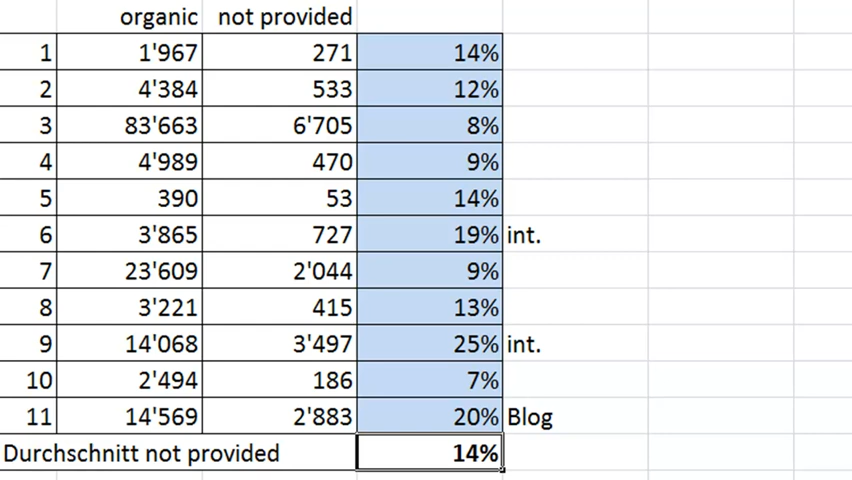 organic not provided
1 1'967 271 14%
2 4'384 533 12%
3 83'663 6'705 8%
4 4'989 470 9%
5 390 53 14%
6 3'865 727 19% int.
7 23'609 2'044 9%
8 3'221 415 13%
9 14'068 3'497 25% int.
10 2'494 186 7%
11 14'569 2'883 20% Blog
Durchschnitt not provided 14%